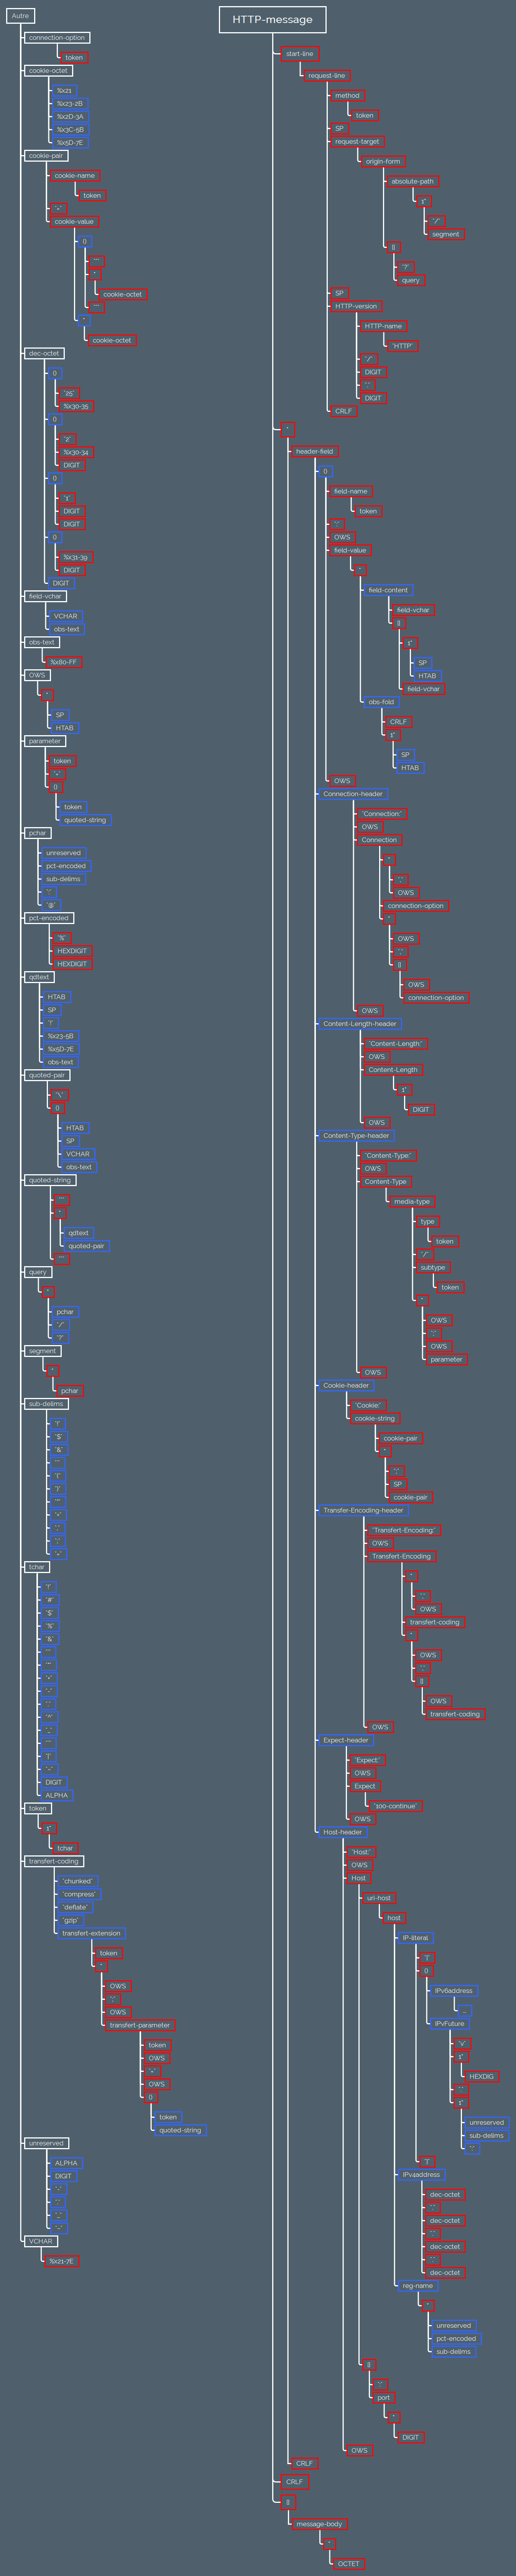 Autre
connection-option
token
cookie-octet
%x21
%x23-2B
%x2D-3A
%x3C-5B
%x5D-7E
cookie-pair
cookie-name
token
"="
cookie-value
()
*
cookie-octet
*
cookie-octet
dec-octet
()
"25"
%x30-35
()
"2"
%x30-34
DIGIT
()
"1"
DIGIT
DIGIT
()
%x31-39
DIGIT
DIGIT
field-vchar
VCHAR
obs-text
obs-text
%x80-FF
OWS
*
SP
HTAB
parameter
token
"="
()
token
quoted-string
pchar
unreserved
pct-encoded
sub-delims
":"
"@"
pct-encoded
"%"
HEXDIGIT
HEXDIGIT
qdtext
HTAB
SP
"!"
%x23-5B
%x5D-7E
obs-text
quoted-pair
"\"
()
HTAB
SP
VCHAR
obs-text
quoted-string
*
qdtext
quoted-pair
query
*
pchar
"/"
"?"
segment
*
pchar
sub-delims
"!"
"$"
"&"
"("
")"
"*"
"+"
"="
tchar
"!"
"#"
"$"
"%"
"&"
"*"
"+"
"-"
"."
"^"
"_"
"|"
"~"
DIGIT
ALPHA
token
1*
tchar
transfert-coding
"chunked"
"compress"
"deflate"
"gzip"
transfert-extension
token
*
OWS
";"
OWS
transfert-parameter
token
OWS
"="
OWS
()
token
quoted-string
unreserved
ALPHA
DIGIT
"-"
"."
"_"
"~"
VCHAR
%x21-7E
HTTP-message
start-line
request-line
method
token
SP
request-target
origin-form
absolute-path
1*
"/"
segment
[]
"?"
query
SP
HTTP-version
HTTP-name
"HTTP"
"/"
DIGIT
"."
DIGIT
CRLF
*
header-field
()
field-name
token
":"
OWS
field-value
*
field-content
field-vchar
[]
1*
SP
HTAB
field-vchar
obs-fold
CRLF
1*
SP
HTAB
OWS
Connection-header
"Connection:"
OWS
Connection
*
","
OWS
connection-option
*
OWS
","
[]
OWS
connection-option
OWS
Content-Length-header
"Content-Length:"
OWS
Content-Length
1*
DIGIT
OWS
Content-Type-header
"Content-Type:"
OWS
Content-Type
media-type
type
token
"/"
subtype
token
*
OWS
";"
OWS
parameter
OWS
Cookie-header
"Cookie:"
cookie-string
cookie-pair
*
";"
SP
cookie-pair
Transfer-Encoding-header
"Transfert-Encoding:"
OWS
Transfert-Encoding
*
","
OWS
transfert-coding
*
OWS
","
[]
OWS
transfert-coding
OWS
Expect-header
"Expect:"
OWS
Expect
"100-continue"
OWS
Host-header
"Host:"
OWS
Host
uri-host
host
IP-literal
"["
()
IPv6address
...
IPvFuture
"v"
1*
HEXDIG
"."
1*
unreserved
sub-delims
":"
"]"
IPv4address
dec-octet
"."
dec-octet
"."
dec-octet
"."
dec-octet
reg-name
*
unreserved
pct-encoded
sub-delims
[]
":"
port
*
DIGIT
OWS
CRLF
CRLF
[]
message-body
*
OCTET